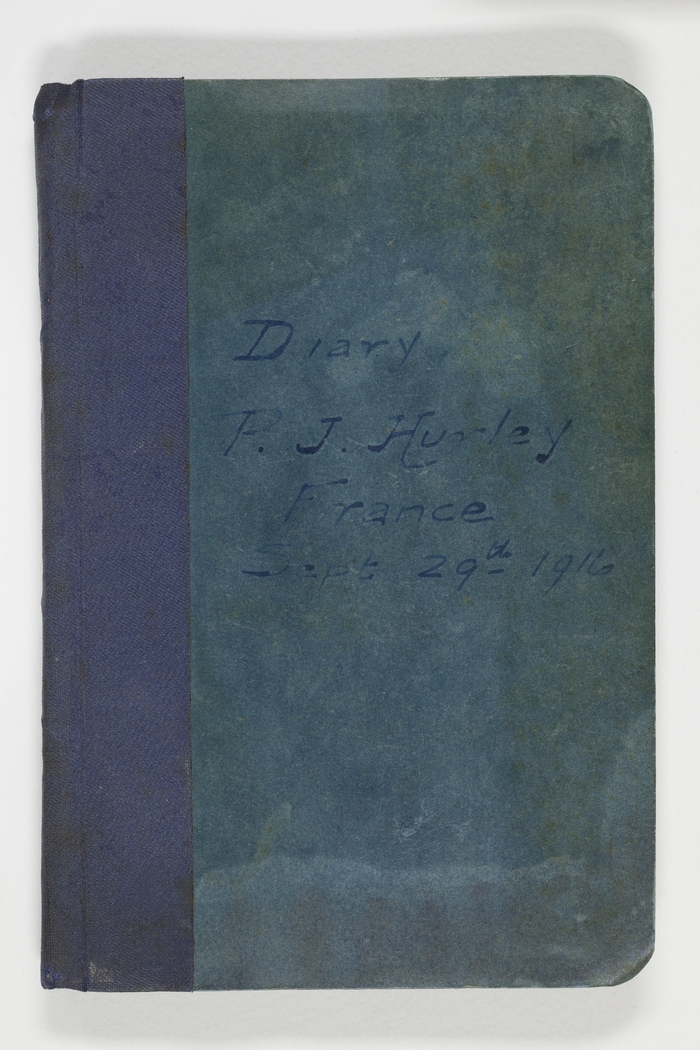 Diary.
P. J. Hurley
France
Sept 29th 1916